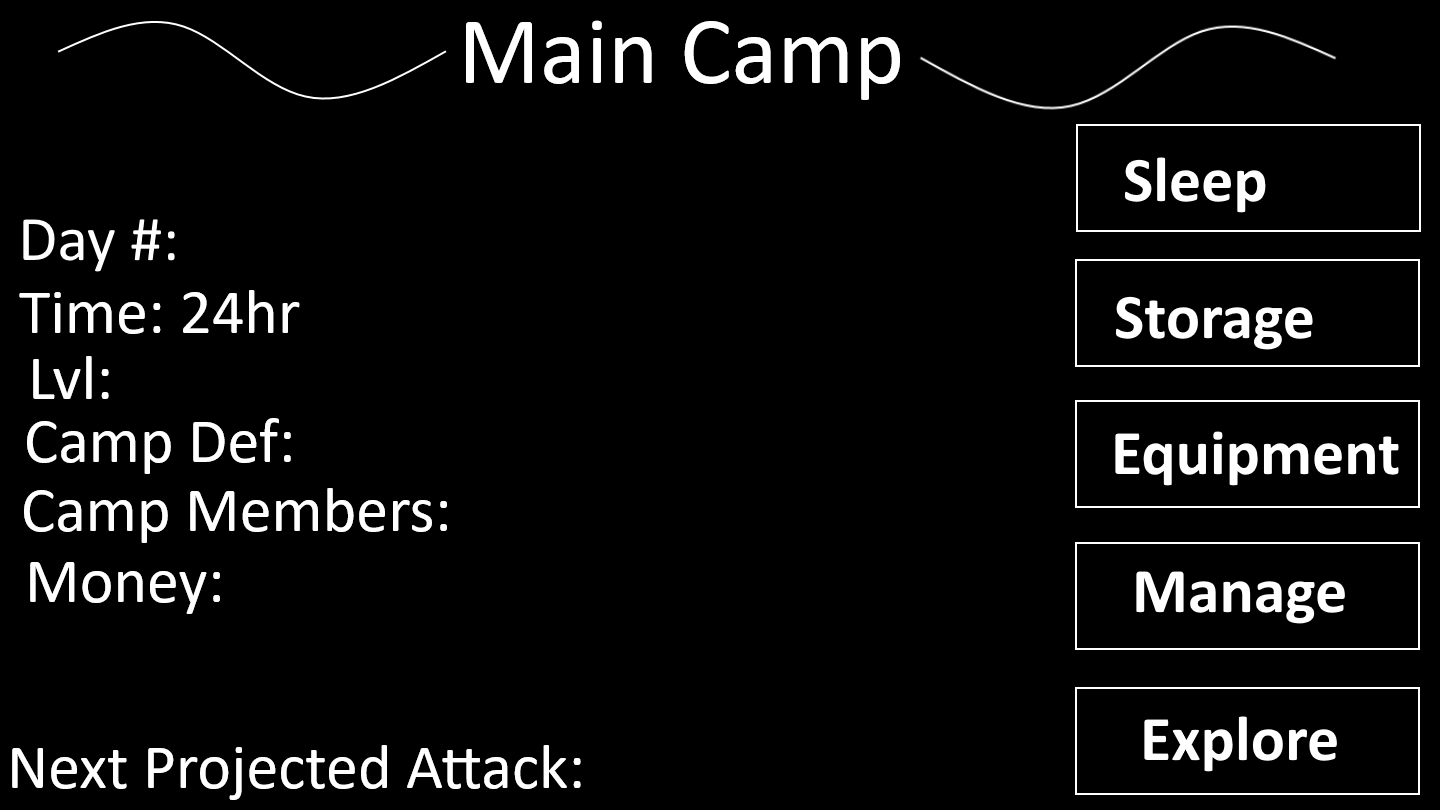 Main Camp
Sleep
Day #:
Storage
Time: 24hr
Lvl:
Camp Def:
Equipment
Camp Members:
Money:
Manage
Next Projected Attack:
Explore